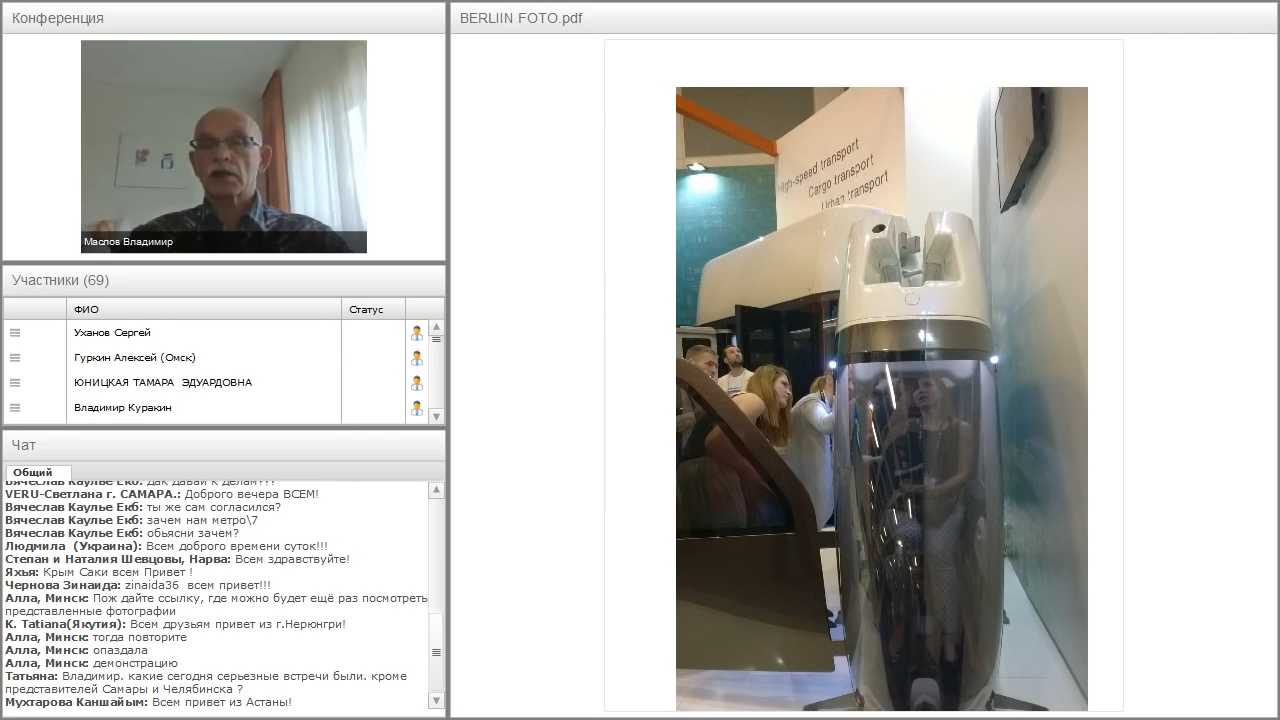 Конференция
Маслов Владимир
Участники (69)
ФИО
Статус
Уханов Сергей
Гуркин Алексей (Омск)
ЮНИЦКАЯ ТАМАРА ЭДУАРДОВНА
Владимир Куракин
Чат
Общий
Вячеслав Каулье Екб: дак давай к делам???
VERU-Светлана г. САМАРА.: Доброго вечера ВСЕМ!
Вячеслав Каулье Екб: ты же сам согласился?
Вячеслав Каулье Екб: зачем нам метро\7
Вячеслав Каулье Екб: обьясни зачем?
Людмила (Украина): Всем доброго времени суток!!!
Степан и Наталия Шевцовы, Нарва: Всем здравствуйте!
Яхья: Крым Саки всем Привет !
Чернова Зинаида: zinaida36 всем привет!!!
Алла, Минск: Пож дайте ссылку, где можно будет ещё раз посмотреть
представленные фотографии
K. Tatiana(Якутия): Всем друзьям привет из г.Нерюнгри!
Алла, Минск: тогда повторите
Алла, Минск: опаздала
Алла, Минск: демонстрацию
Татьяна: Владимир. какие сегодня серьезные встречи были. кроме
представителей Самары и Челябинска ?
Мухтарова Каншайым: Всем привет из Астаны!
BERLIIN FOTO.pdf
High-speed transport
Cargo transport
Urban transport